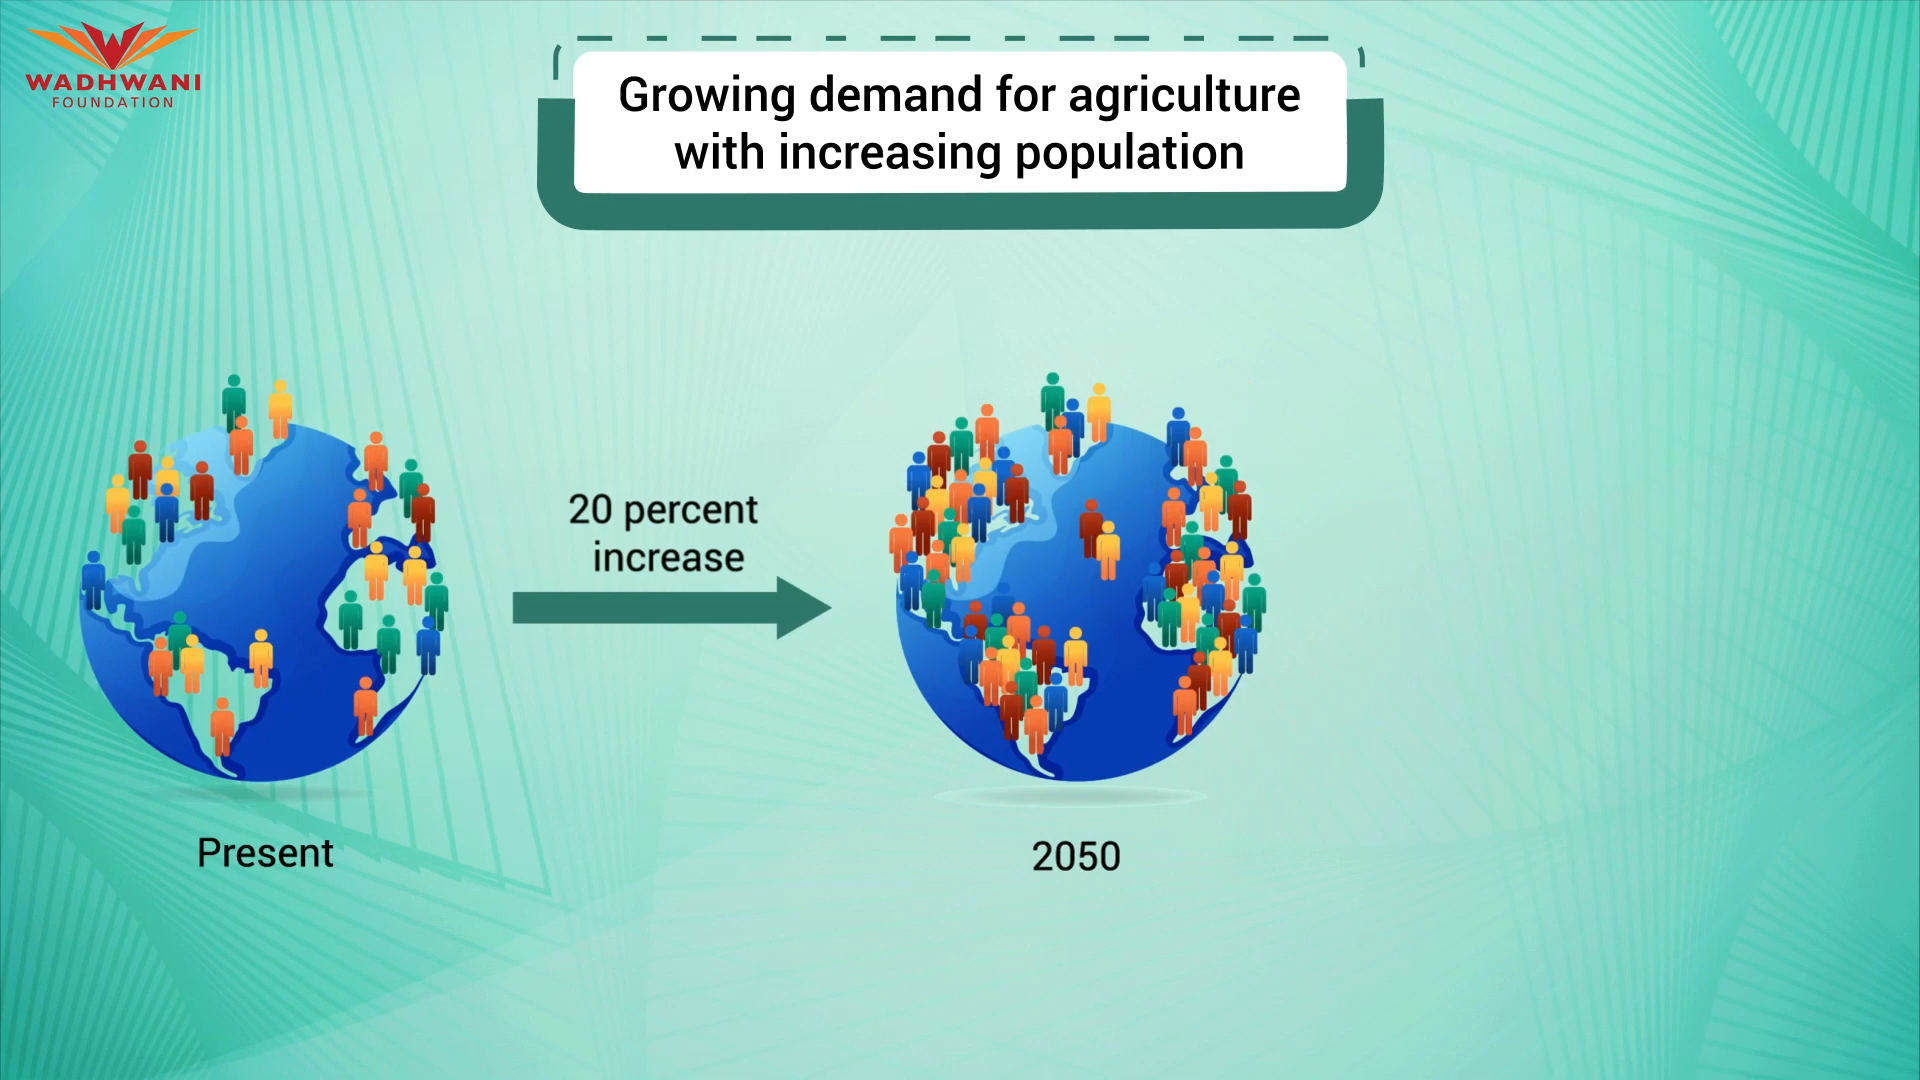 WADHWANI
FOUNDATION
Growing demand for agriculture
with increasing population
20 percent
increase
Present
2050